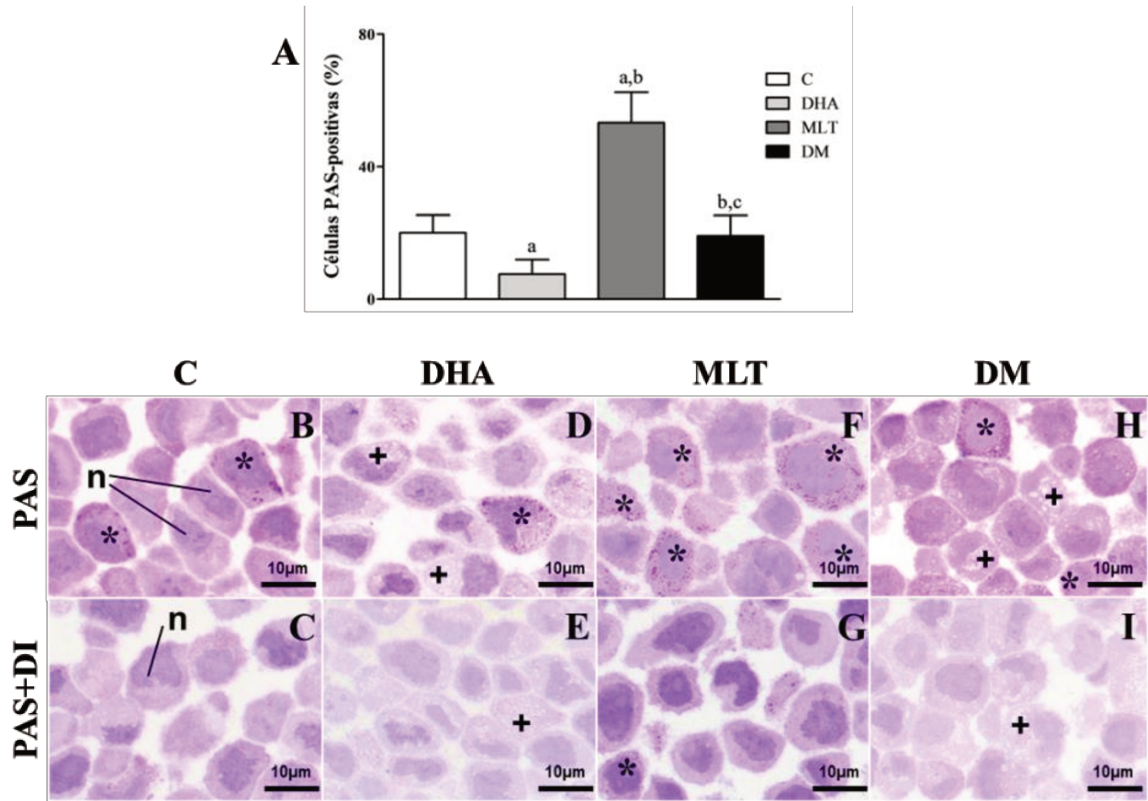 A
Células PAS-positivas (%)
80
40
0
a
a,b
b,c
C
DHA
MLT
DM
C DHA MLT DM
PAS
B
*
*
n
10µm
D
+
*
+
10µm
F
*
*
*
*
*
10µm
H
*
+
+
*
10µm
PAS+DI
C
n
10µm
E
+
10µm
G
*
10µm
I
+
10µm